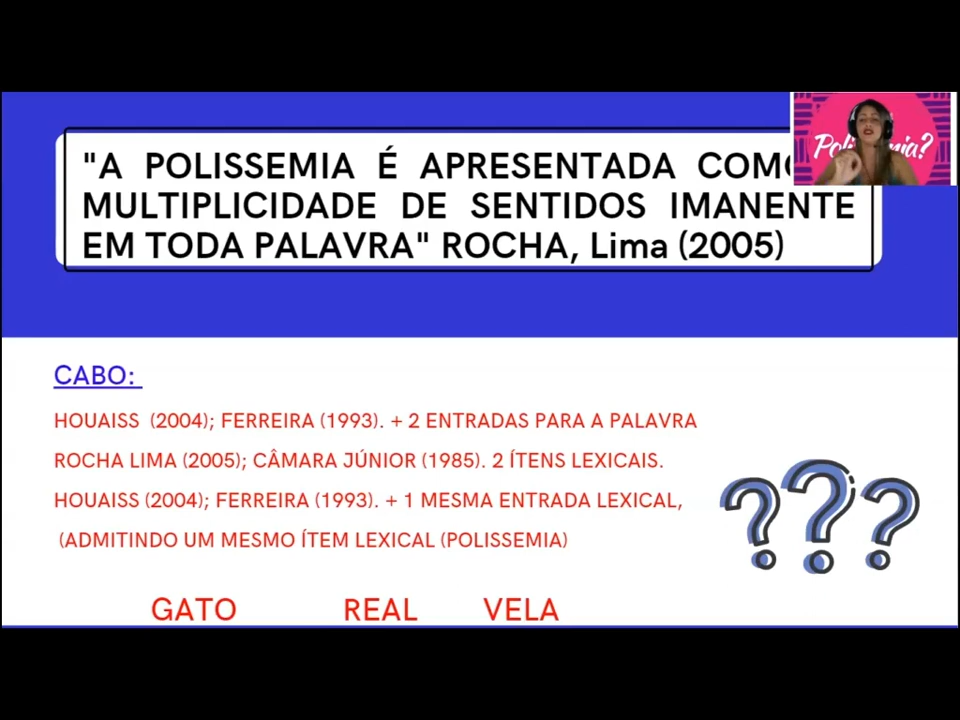 "A POLISSEMIA É APRESENTADA COMO
MULTIPLICIDADE DE SENTIDOS IMANENTE
EM TODA PALAVRA" ROCHA, Lima (2005)
CABO:
HOUAISS (2004); FERREIRA (1993). + 2 ENTRADAS PARA A PALAVRA
ROCHA LIMA (2005); CÂMARA JÚNIOR (1985). 2 ÍTENS LEXICAIS.
HOUAISS (2004); FERREIRA (1993). + 1 MESMA ENTRADA LEXICAL,
(ADMITINDO UM MESMO ÍTEM LEXICAL (POLISSEMIA)
GATO REAL VELA
???